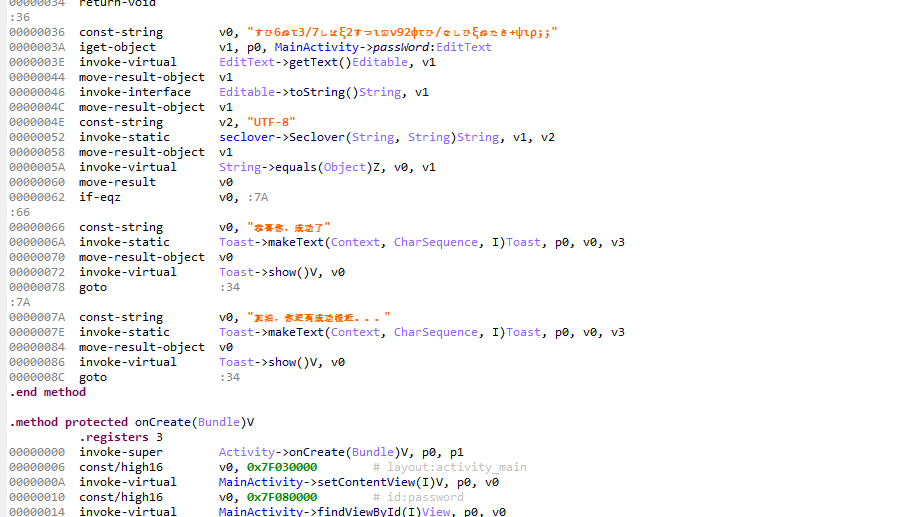 00000034 return-void
:36
00000036 const-string v0, "すひ6ぬτ3/7しはξ2すつιのv92φτひ/なしひξぬたき+ψιρ;;"
0000003A iget-object v1, p0, MainActivity->passWord:EditText
0000003E invoke-virtual EditText->getText()Editable, v1
00000044 move-result-object v1
00000046 invoke-interface Editable->toString()String, v1
0000004C move-result-object v1
0000004E const-string v2, "UTF-8"
00000052 invoke-static seclover->Seclover(String, String)String, v1, v2
00000058 move-result-object v1
0000005A invoke-virtual String->equals(Object)Z, v0, v1
00000060 move-result v0
00000062 if-eqz v0, :7A
:66
00000066 const-string v0, "恭喜你，成功了"
0000006A invoke-static Toast->makeText(Context, CharSequence, I)Toast, p0, v0, v3
00000070 move-result-object v0
00000072 invoke-virtual Toast->show()V, v0
00000078 goto :34
:7A
0000007A const-string v0, "加油，你距离成功很近..."
0000007E invoke-static Toast->makeText(Context, CharSequence, I)Toast, p0, v0, v3
00000084 move-result-object v0
00000086 invoke-virtual Toast->show()V, v0
0000008C goto :34
.end method
.method protected onCreate(Bundle)V
.registers 3
00000000 invoke-super Activity->onCreate(Bundle)V, p0, p1
00000006 const/high16 v0, 0x7F030000 # layout:activity_main
0000000A invoke-virtual MainActivity->setContentView(I)V, p0, v0
00000010 const/high16 v0, 0x7F080000 # id:password
00000014 invoke-virtual MainActivity->findViewById(I)View, p0, v0